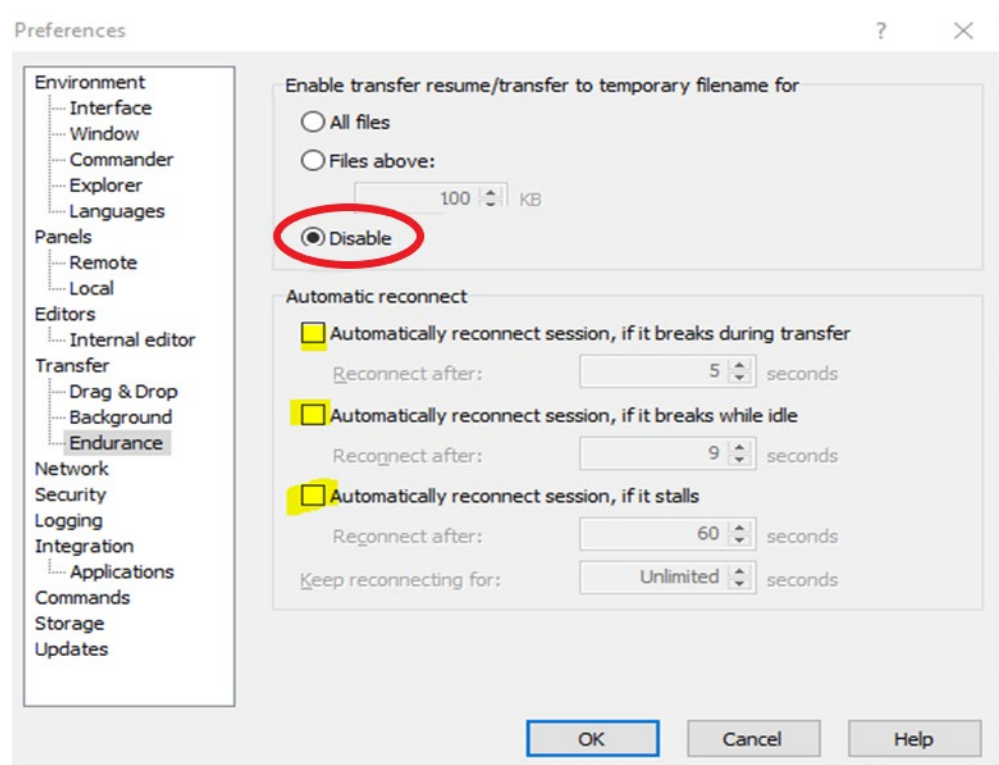 Preferences
?
Environment
Interface
Window
Commander
Explorer
Languages
Panels
Remote
Local
Editors
Internal editor
Transfer
Drag & Drop
Background
Endurance
Network
Security
Logging
Integration
Applications
Commands
Storage
Updates
Enable transfer resume/transfer to temporary filename for
All files
Files above:
100 KB
Disable
Automatic reconnect
Automatically reconnect session, if it breaks during transfer
Reconnect after: 5 seconds
Automatically reconnect session, if it breaks while idle
Reconnect after: 9 seconds
Automatically reconnect session, if it stalls
Reconnect after: 60 seconds
Keep reconnecting for: Unlimited seconds
OK Cancel Help